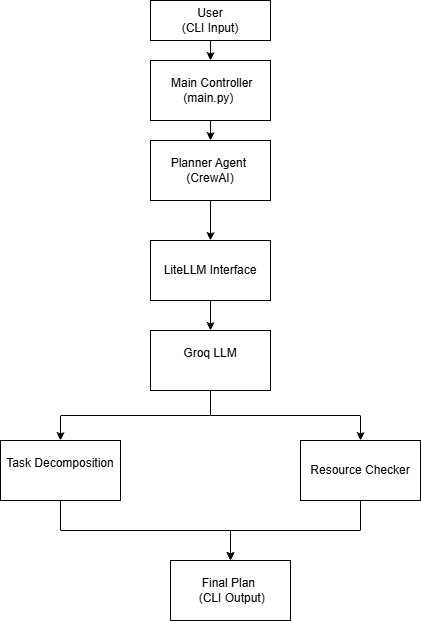 User
(CLI Input)
Main Controller
(main.py)
Planner Agent
(CrewAI)
LiteLLM Interface
Groq LLM
Task Decomposition
Resource Checker
Final Plan
(CLI Output)